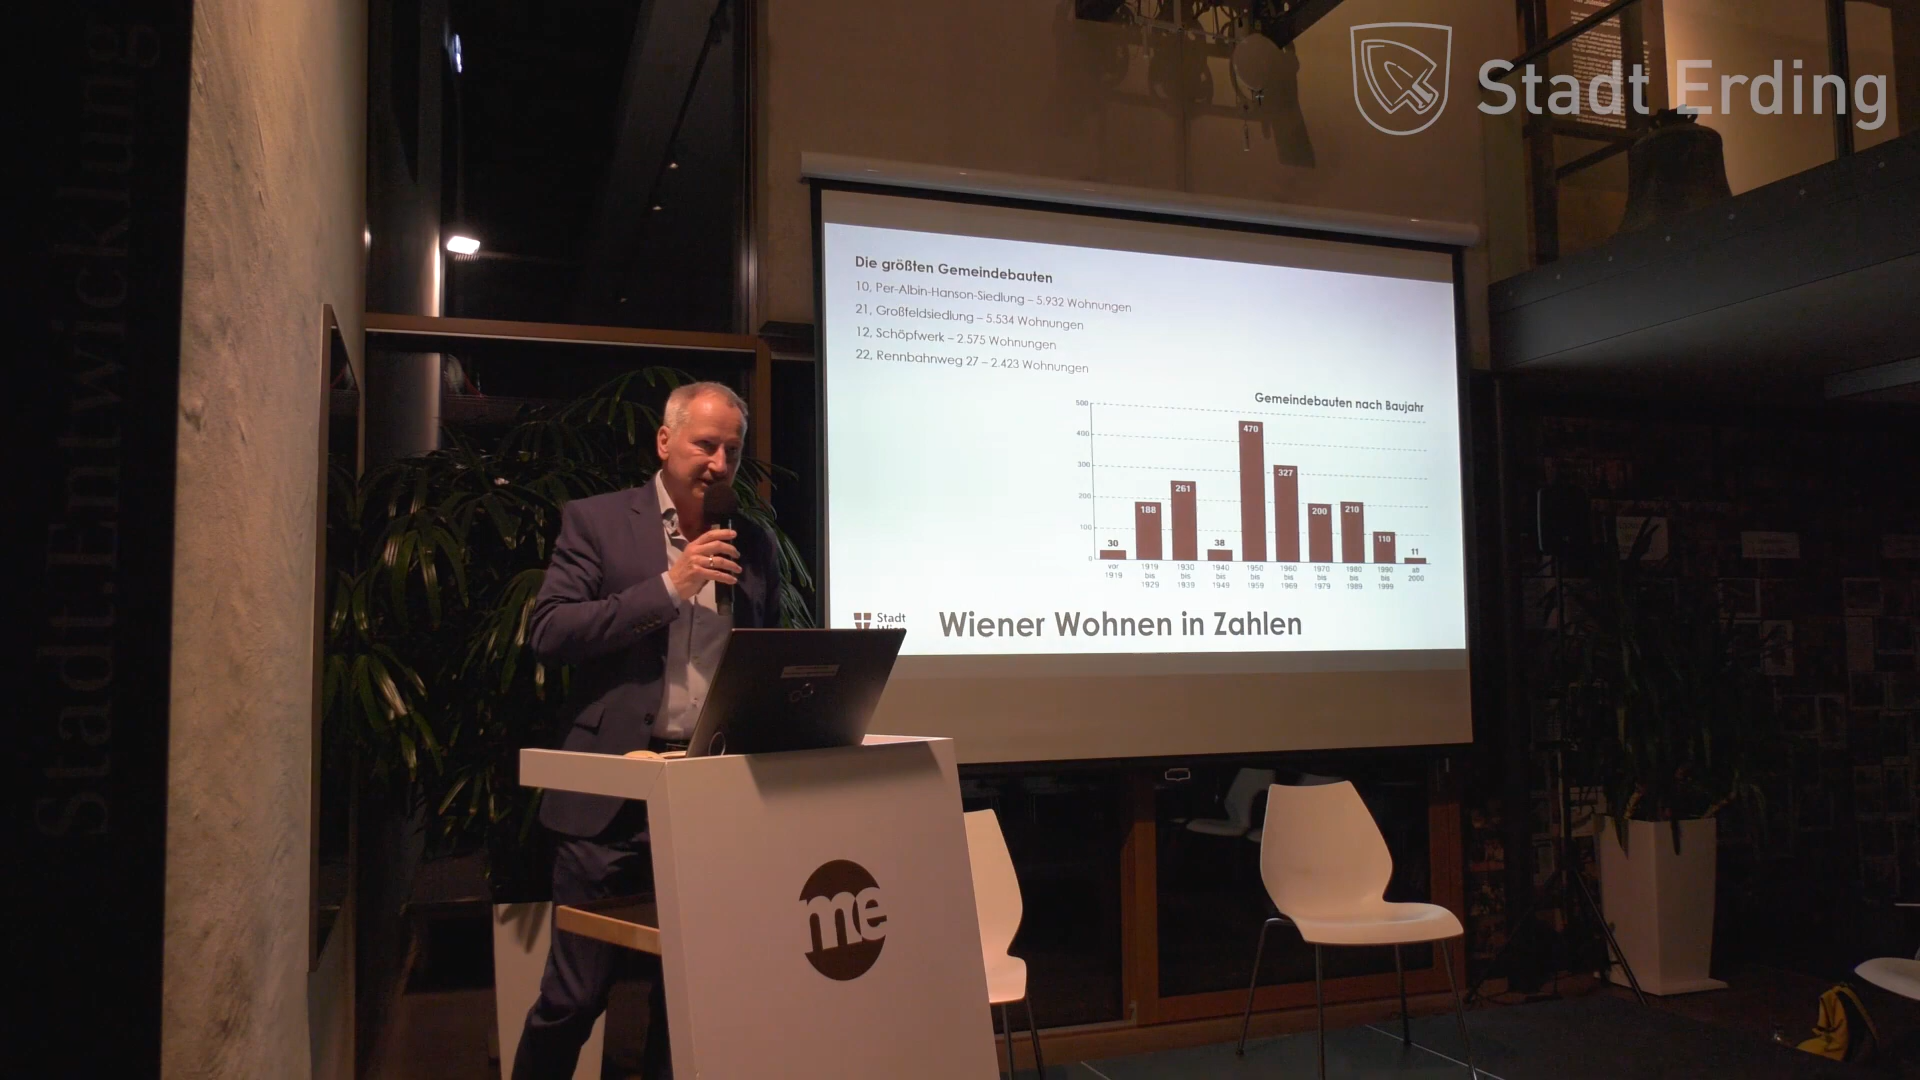 Stadt Erding
Stadt.Entwicklung
Die größten Gemeindebauten
10, Per-Albin-Hanson-Siedlung – 5.932 Wohnungen
21, Großfeldsiedlung – 5.534 Wohnungen
12, Schöpfwerk – 2.575 Wohnungen
22, Rennbahnweg 27 – 2.423 Wohnungen
Gemeindebauten nach Baujahr
500
400
300
200
100
0
30
188
261
38
470
327
200
210
110
11
vor 1919
1919 bis 1929
1930 bis 1939
1940 bis 1949
1950 bis 1959
1960 bis 1969
1970 bis 1979
1980 bis 1989
1990 bis 1999
ab 2000
Stadt
Wiener Wohnen in Zahlen
me